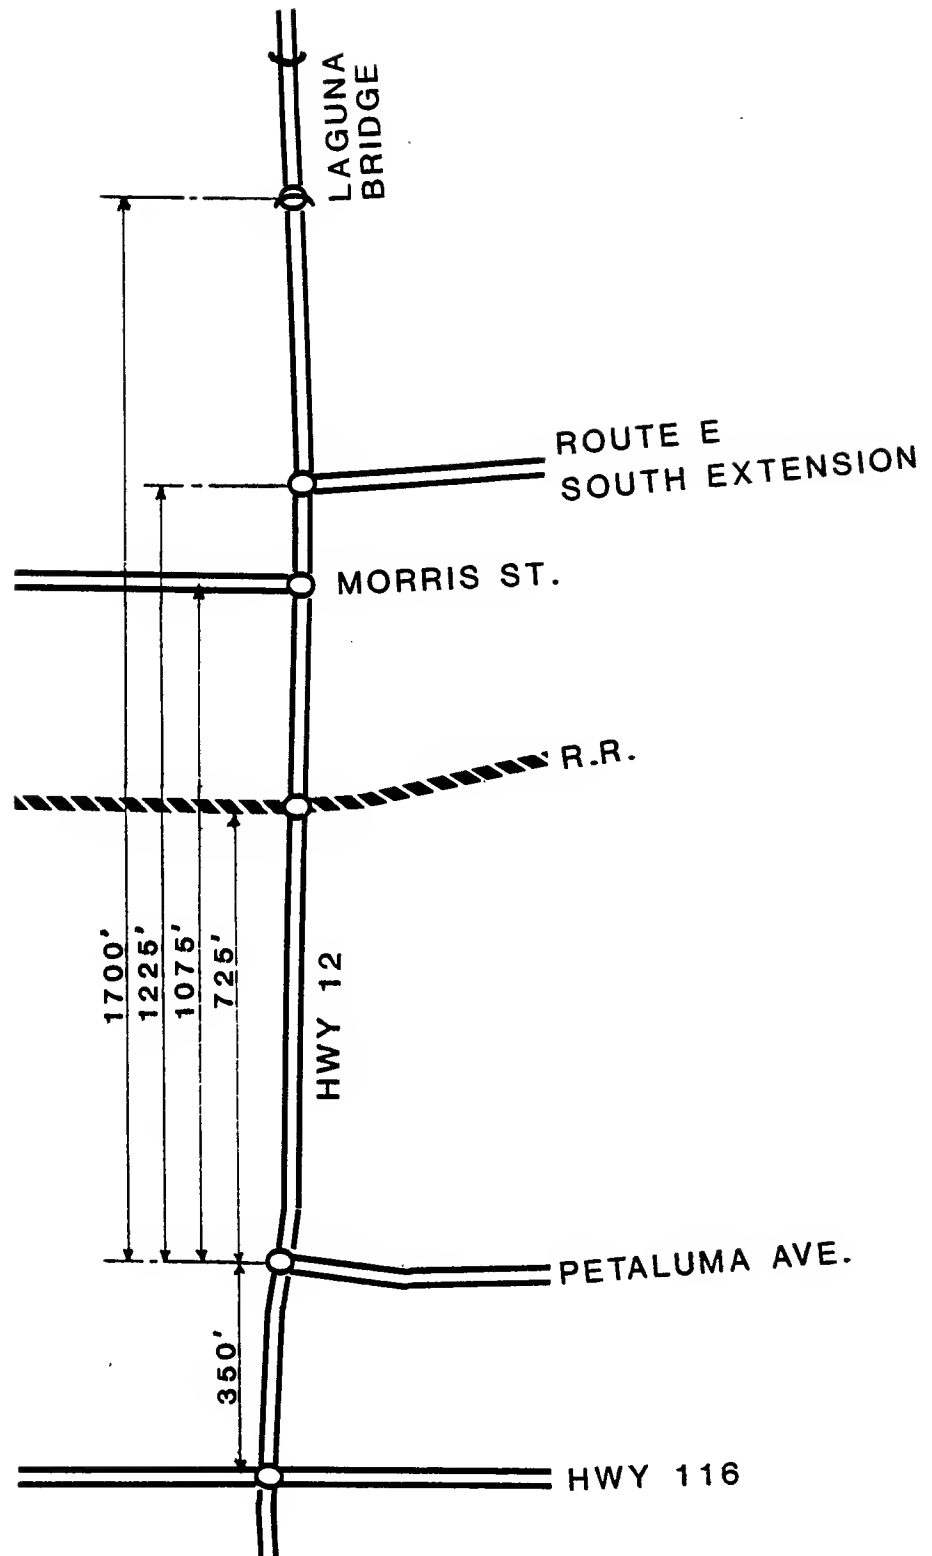 LAGUNA
BRIDGE
ROUTE E
SOUTH EXTENSION
MORRIS ST.
R.R.
1700'
1225'
1075'
725'
HWY 12
PETALUMA AVE.
350'
HWY 116